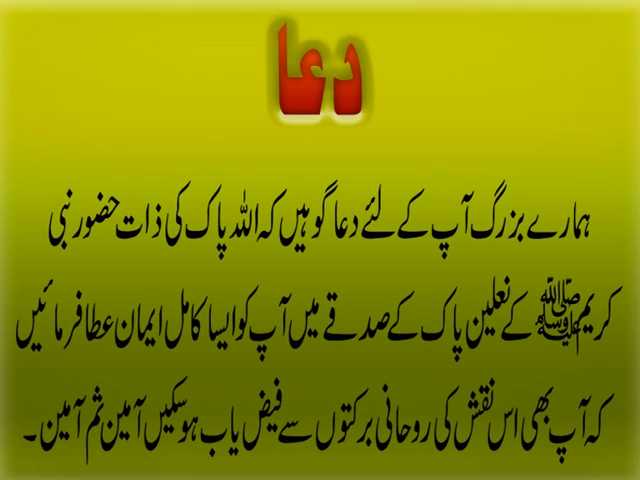 دعا
ہمارے بزرگ آپ کے لئے دعا گو ہیں کہ اللہ پاک کی ذات حضور نبی
کریم ﷺ کے نعلین پاک کے صدقے میں آپ کو ایسا کامل ایمان عطا فرمائیں
کہ آپ بھی اس نقش کی روحانی برکتوں سے فیض یاب ہو سکیں آمین ثم آمین۔